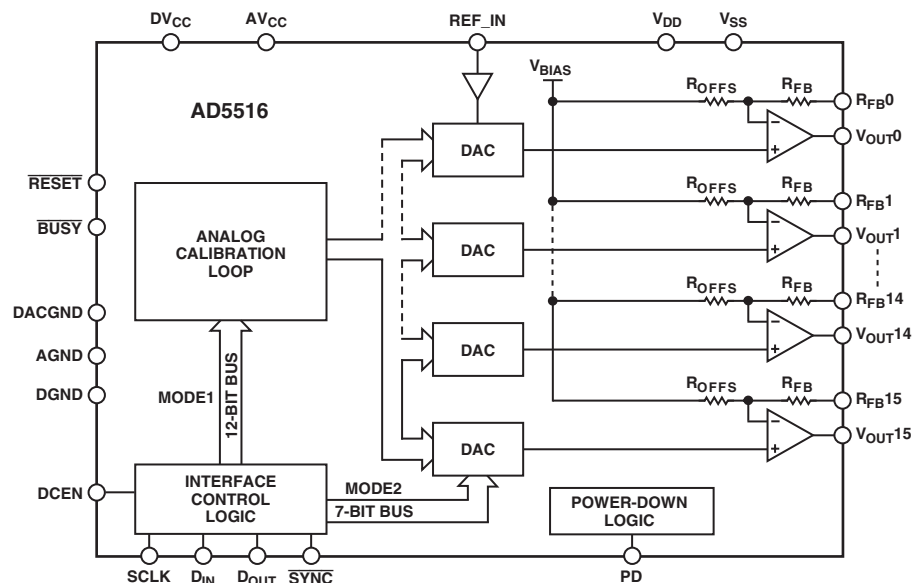 DVCC AVCC REF_IN VDD VSS
VBIAS
ROFFS RFB RFB0
AD5516
DAC
VOUT0
RESET
ROFFS RFB RFB1
BUSY
ANALOG
CALIBRATION
LOOP
DAC
VOUT1
ROFFS RFB RFB14
DACGND
DAC
VOUT14
AGND
MODE1
12-BIT BUS
DGND
ROFFS RFB RFB15
DAC
VOUT15
DCEN
INTERFACE
CONTROL
LOGIC
MODE2
7-BIT BUS
POWER-DOWN
LOGIC
SCLK DIN DOUT SYNC PD